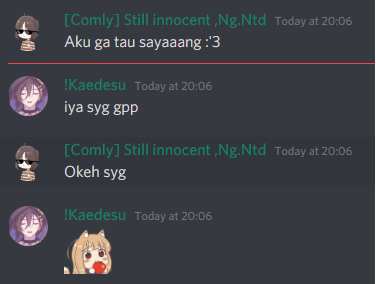 [Comly] Still innocent ,Ng.Ntd Today at 20:06
Aku ga tau sayaaang :'3
!Kaedesu Today at 20:06
iya syg gpp
[Comly] Still innocent ,Ng.Ntd Today at 20:06
Okeh syg
!Kaedesu Today at 20:06